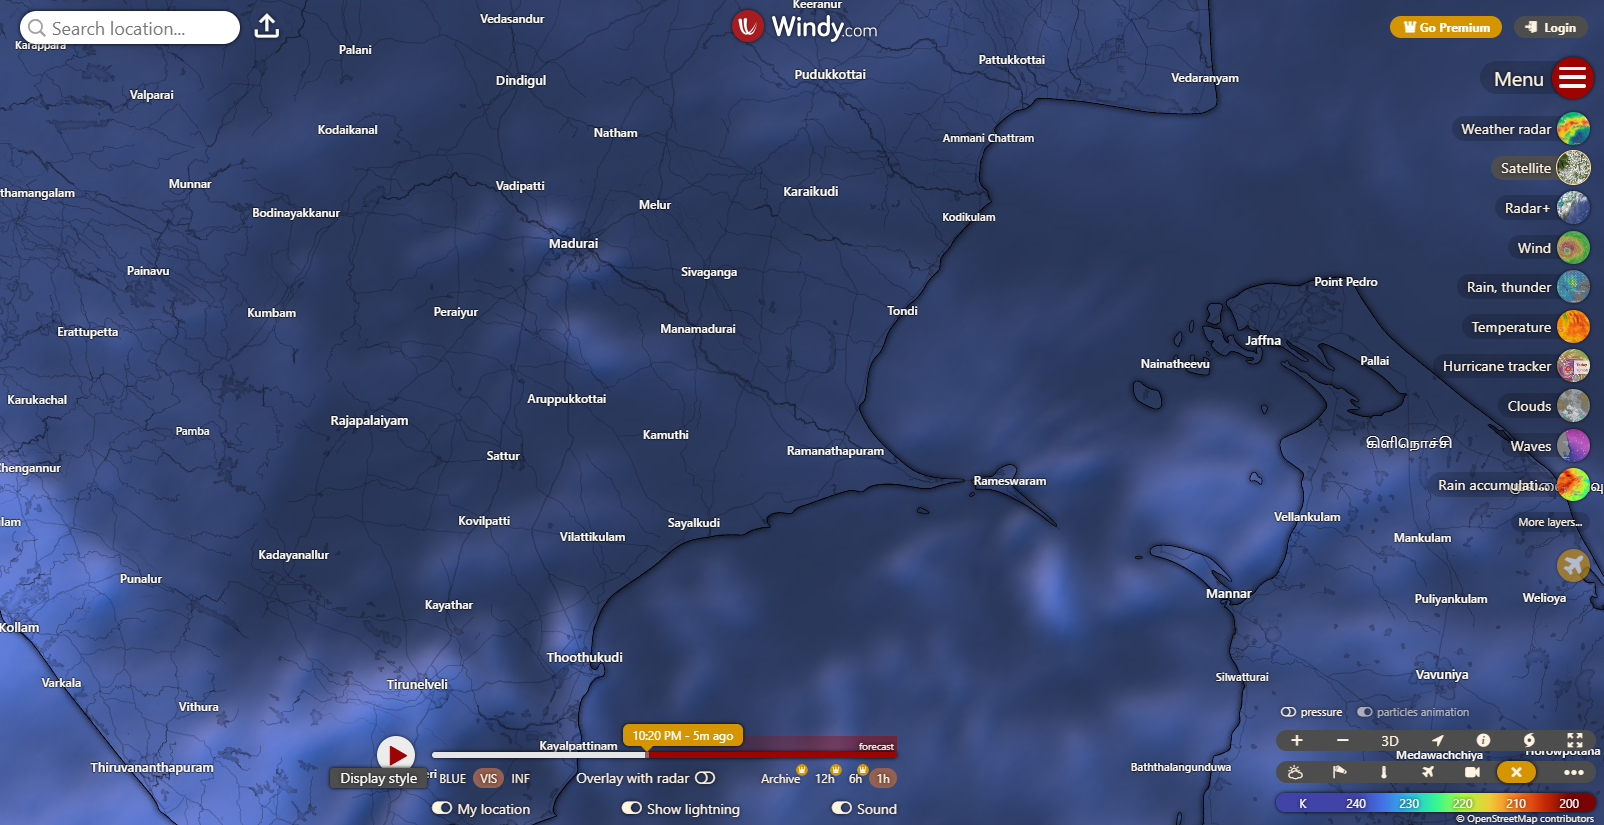 Search location...
Windy.com
Go Premium
Login
Menu
Weather radar
Satellite
Radar+
Wind
Rain, thunder
Temperature
Hurricane tracker
Clouds
Waves
Rain accumulati...
More layers...
Keeranur
Vedasandur
Karappara
Palani
Pattukkottai
Dindigul
Pudukkottai
Vedaranyam
Valparai
Kodaikanal
Natham
Ammani Chattram
Munnar
Vadipatti
Karaikudi
thamangalam
Bodinayakkanur
Melur
Kodikulam
Madurai
Painavu
Sivaganga
Point Pedro
Kumbam
Peraiyur
Tondi
Erattupetta
Manamadurai
Jaffna
Nainatheevu
Pallai
Karukachal
Aruppukkottai
Rajapalaiyam
Pamba
Kamuthi
கிளிநொச்சி
Sattur
Ramanathapuram
Chengannur
Rameswaram
Kovilpatti
Sayalkudi
Vellankulam
lam
Vilattikulam
Mankulam
Kadayanallur
Punalur
Mannar
Puliyankulam
Welioya
Kayathar
Kollam
Thoothukudi
Varkala
Tirunelveli
Silwatturai
Vavuniya
Vithura
Kayalpattinam
Thiruvananthapuram
Baththalangunduwa
Medawachchiya
Horowpotana
10:20 PM - 5m ago
forecast
Display style
eri
BLUE
VIS
INF
Overlay with radar
Archive
12h
6h
1h
My location
Show lightning
Sound
pressure
particles animation
3D
K 240 230 220 210 200
© OpenStreetMap contributors